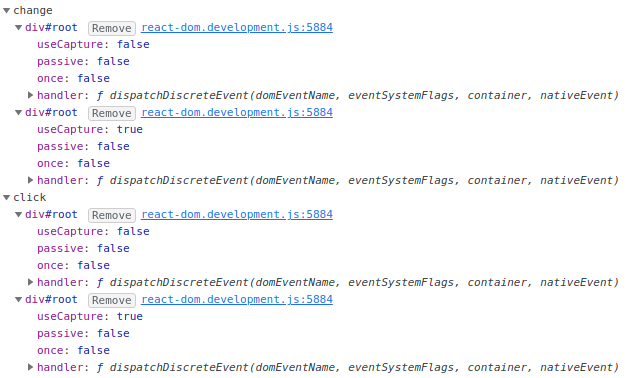 change
div#root Remove react-dom.development.js:5884
useCapture: false
passive: false
once: false
handler: ƒ dispatchDiscreteEvent(domEventName, eventSystemFlags, container, nativeEvent)
div#root Remove react-dom.development.js:5884
useCapture: true
passive: false
once: false
handler: ƒ dispatchDiscreteEvent(domEventName, eventSystemFlags, container, nativeEvent)
click
div#root Remove react-dom.development.js:5884
useCapture: false
passive: false
once: false
handler: ƒ dispatchDiscreteEvent(domEventName, eventSystemFlags, container, nativeEvent)
div#root Remove react-dom.development.js:5884
useCapture: true
passive: false
once: false
handler: ƒ dispatchDiscreteEvent(domEventName, eventSystemFlags, container, nativeEvent)